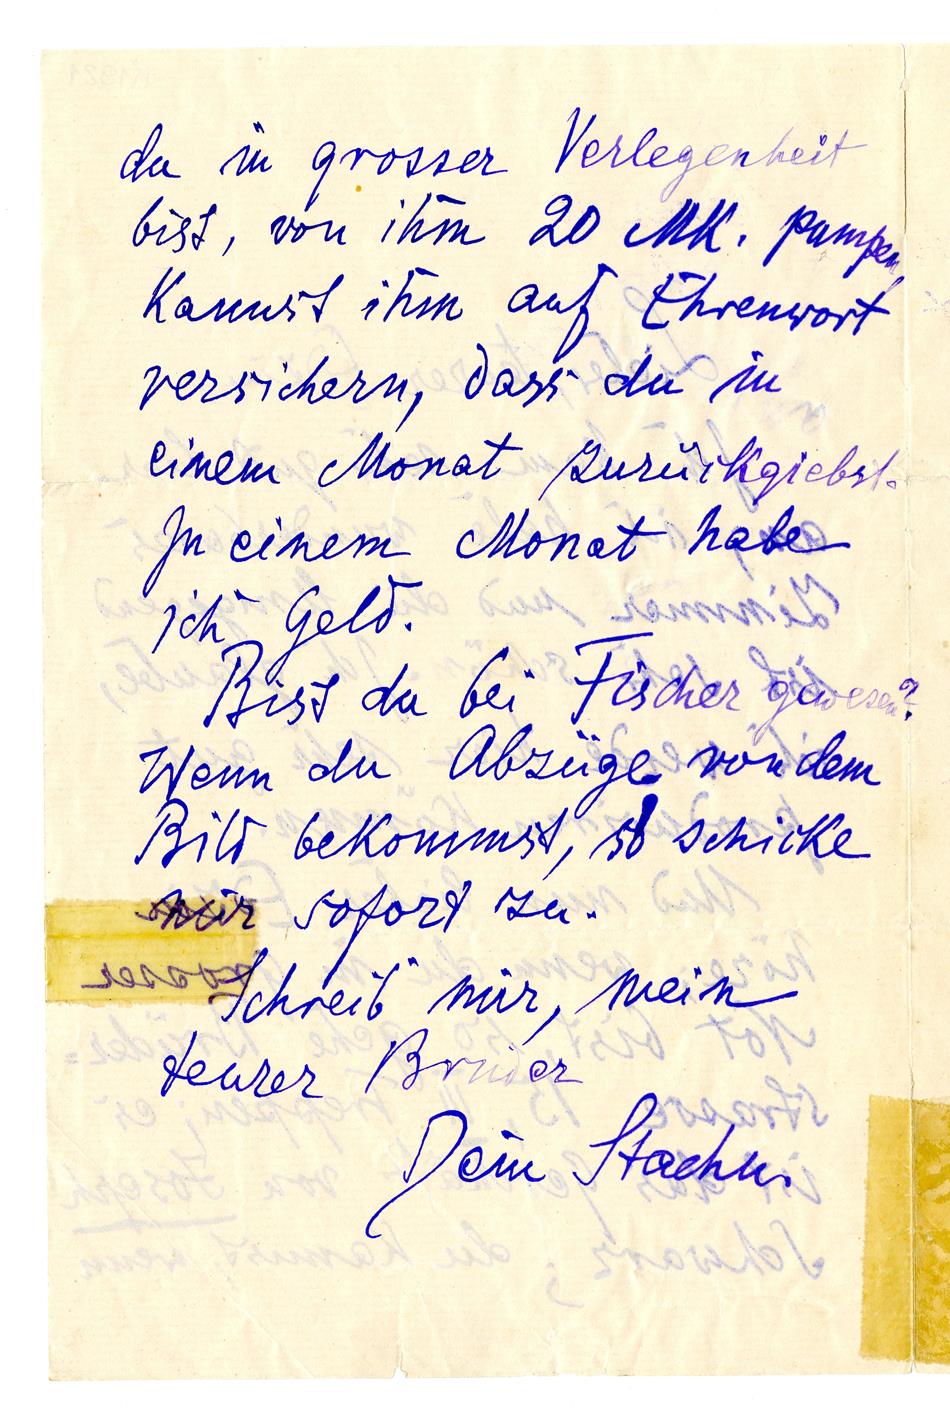 du in grosser Verlegenheit
bist, von ihm 20 MK. pumpen,
Kannst ihm auf Ehrenwort
versichern, dass du in
einem Monat zurückgiebst.
In einem Monat habe
ich Geld.
Bist du bei Fischer gewesen?
Wenn du Abzüge von dem
Bild bekommst, so schicke
mir sofort zu.
Schreib mir, mein
teurer Bruder
Dein Stachu.